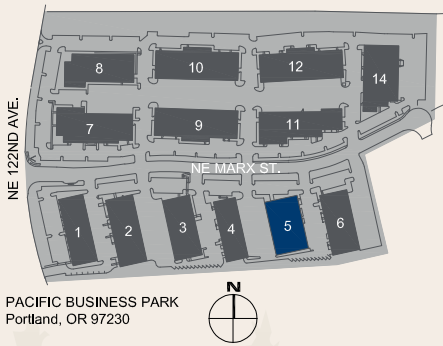 8
10
12
14
7
9
11
NE 122ND AVE.
NE MARX ST.
1
2
3
4
5
6
PACIFIC BUSINESS PARK
Portland, OR 97230
N